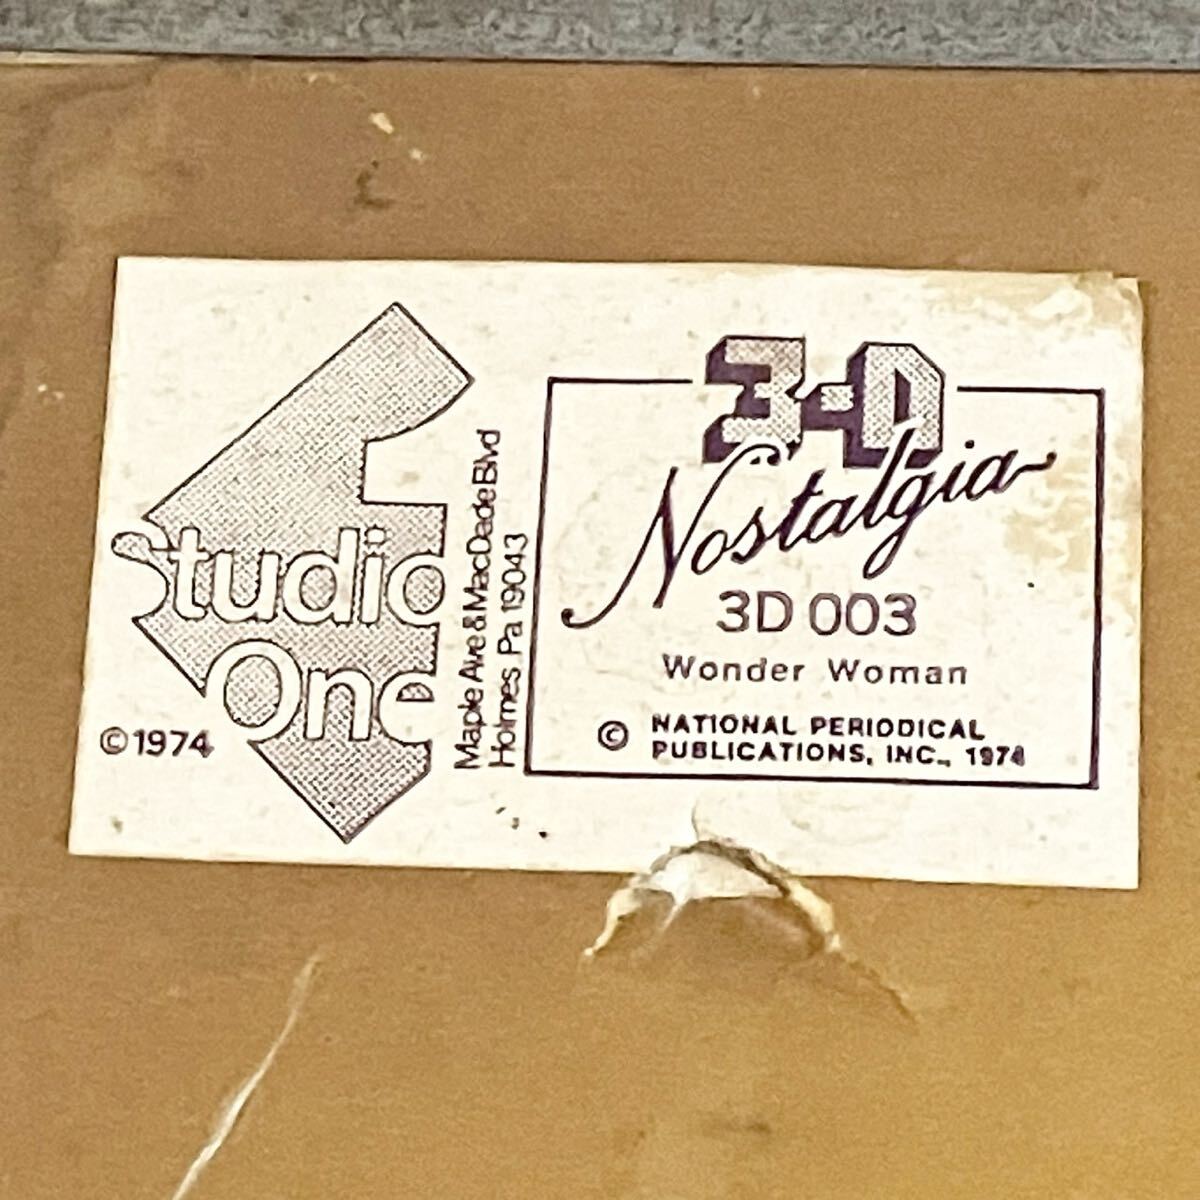 Studio
One
©1974
Maple Ave & MacDade Blvd
Holmes, Pa 19043
3-D
Nostalgia
3D 003
Wonder Woman
© NATIONAL PERIODICAL
PUBLICATIONS, INC., 1974